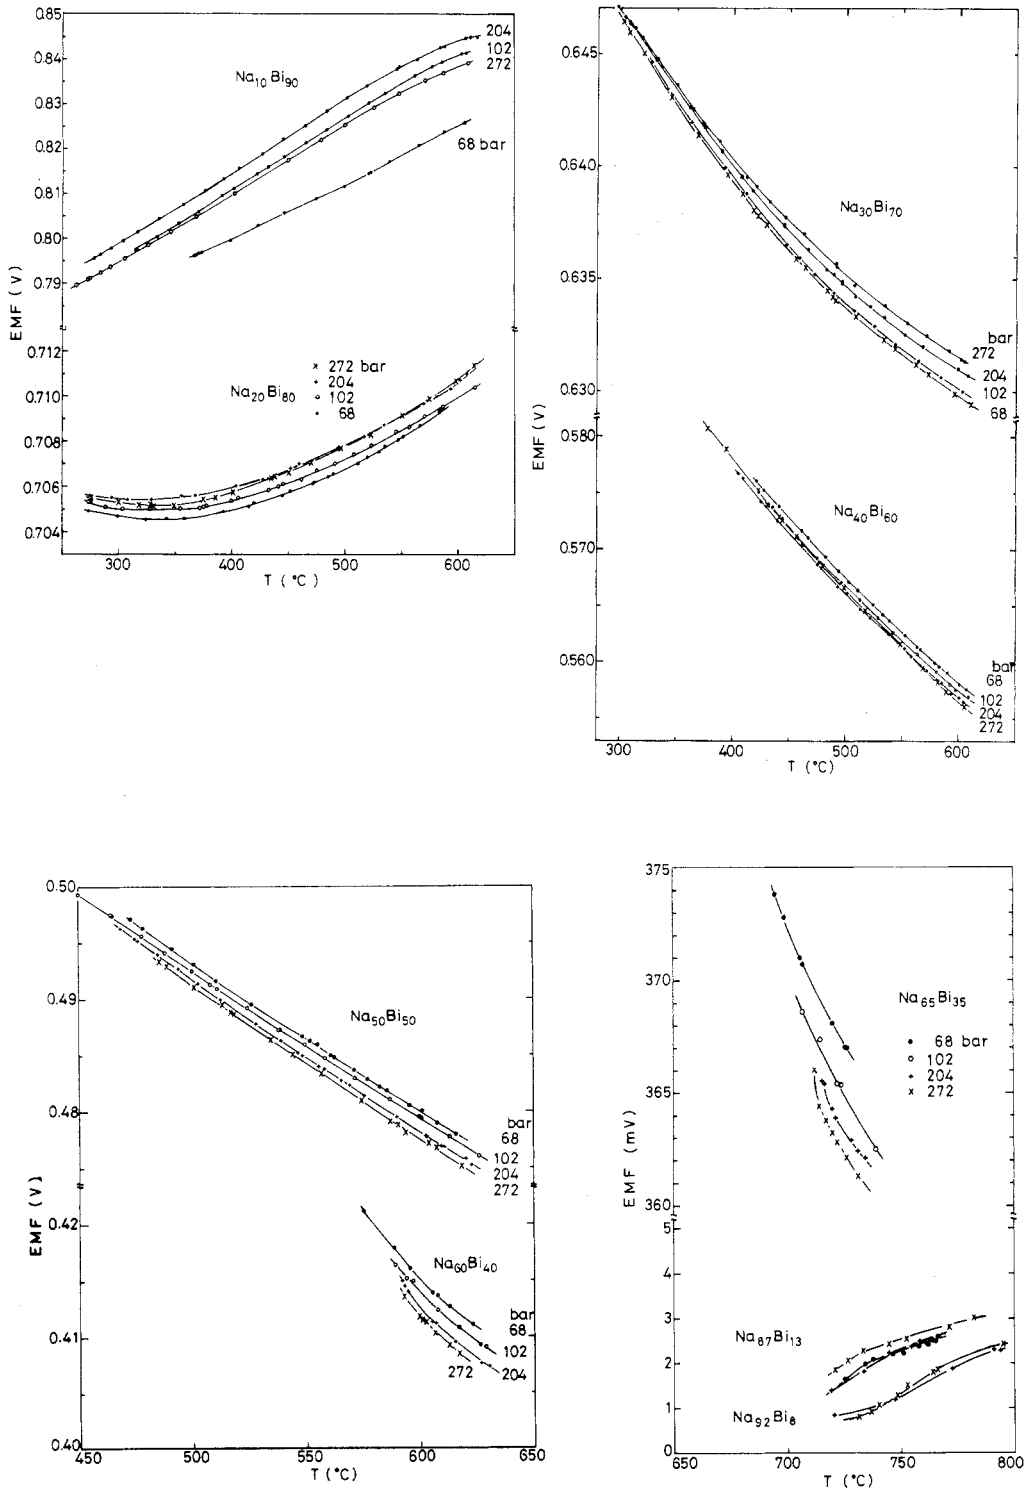 0.85
0.84
0.83
0.82
0.81
0.80
0.79
0.712
0.710
0.708
0.706
0.704
EMF (V)
Na10Bi90
204
102
272
68 bar
Na20Bi80
x 272 bar
+ 204
o 102
• 68
300
400
500
600
T (°C)
0.645
0.640
0.635
0.630
0.580
0.570
0.560
EMF (V)
Na30Bi70
bar
272
204
102
68
Na40Bi60
bar
68
102
204
272
300
400
500
600
T (°C)
0.50
0.49
0.48
0.42
0.41
0.40
EMF (V)
Na50Bi50
bar
68
102
204
272
Na60Bi40
bar
68
102
204
272
450
500
550
600
650
T (°C)
375
370
365
360
5
4
3
2
1
0
EMF (mV)
Na65Bi35
• 68 bar
o 102
+ 204
x 272
Na87Bi13
Na92Bi8
650
700
750
800
T (°C)